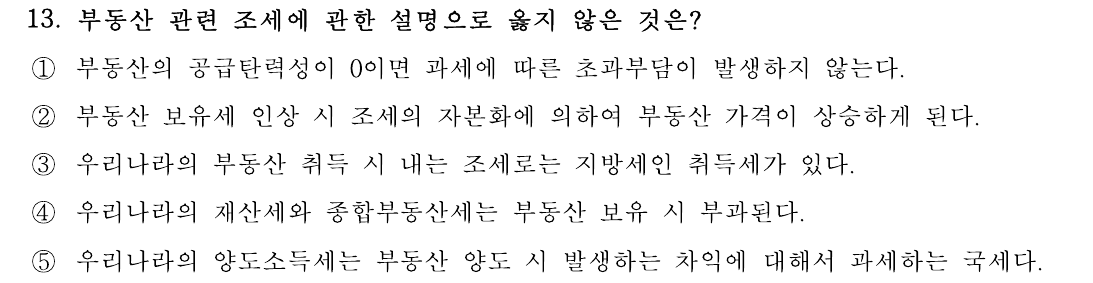 13. 부동산 관련 조세에 관한 설명으로 옳지 않은 것은?
① 부동산의 공급탄력성이 0이면 과세에 따른 초과부담이 발생하지 않는다.
② 부동산 보유세 인상 시 조세의 자본화에 의하여 부동산 가격이 상승하게 된다.
③ 우리나라의 부동산 취득 시 내는 조세로는 지방세인 취득세가 있다.
④ 우리나라의 재산세와 종합부동산세는 부동산 보유 시 부과된다.
⑤ 우리나라의 양도소득세는 부동산 양도 시 발생하는 차익에 대해서 과세하는 국세다.